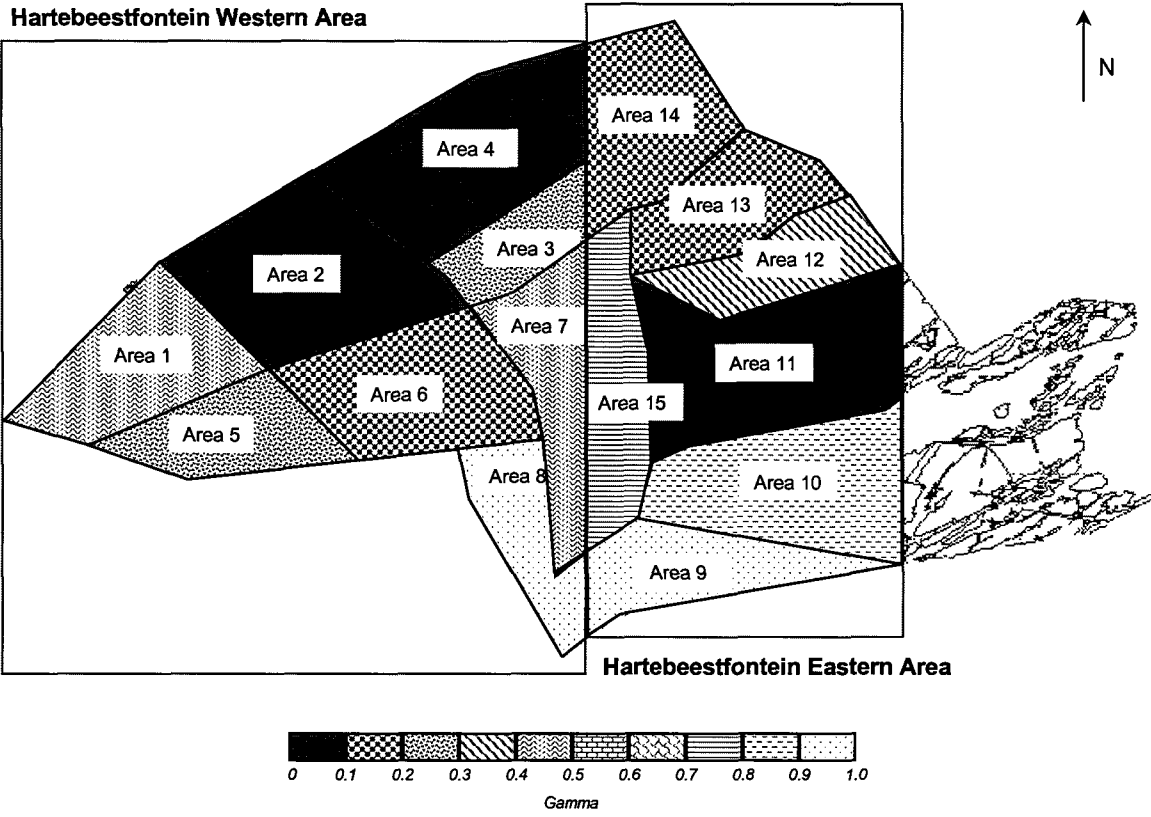 Hartebeestfontein Western Area
N
Area 14
Area 4
Area 13
Area 3
Area 12
Area 2
Area 7
Area 1
Area 11
Area 6
Area 15
Area 5
Area 8
Area 10
Area 9
Hartebeestfontein Eastern Area
0 0.1 0.2 0.3 0.4 0.5 0.6 0.7 0.8 0.9 1.0
Gamma